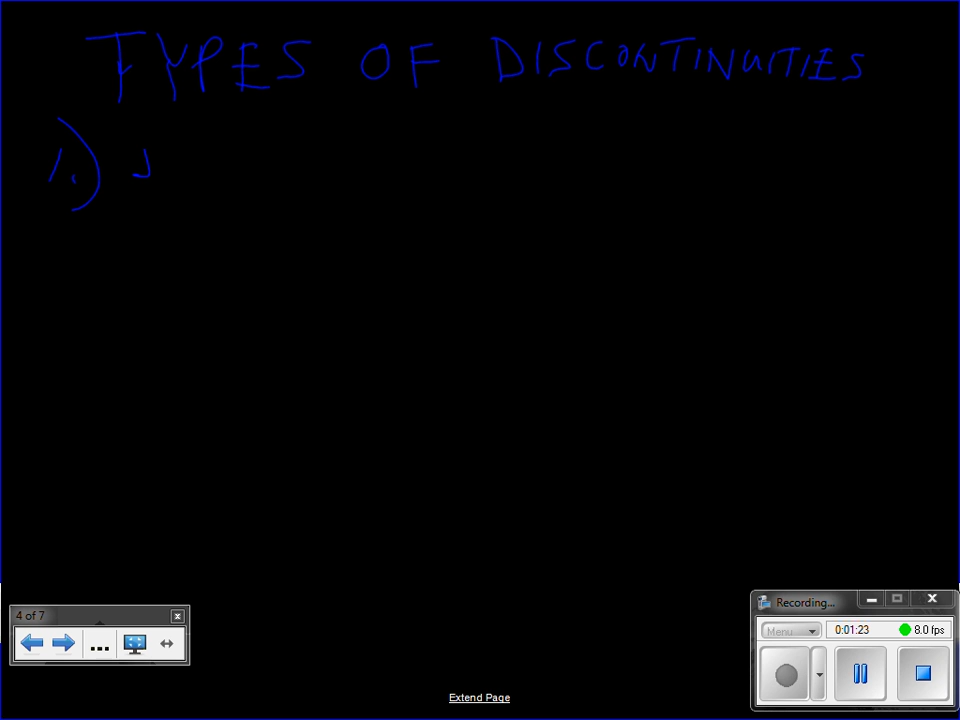 TYPES OF DISCONTINUITIES
1.) J
4 of 7
Recording...
Menu
0:01:23
8.0 fps
Extend Page